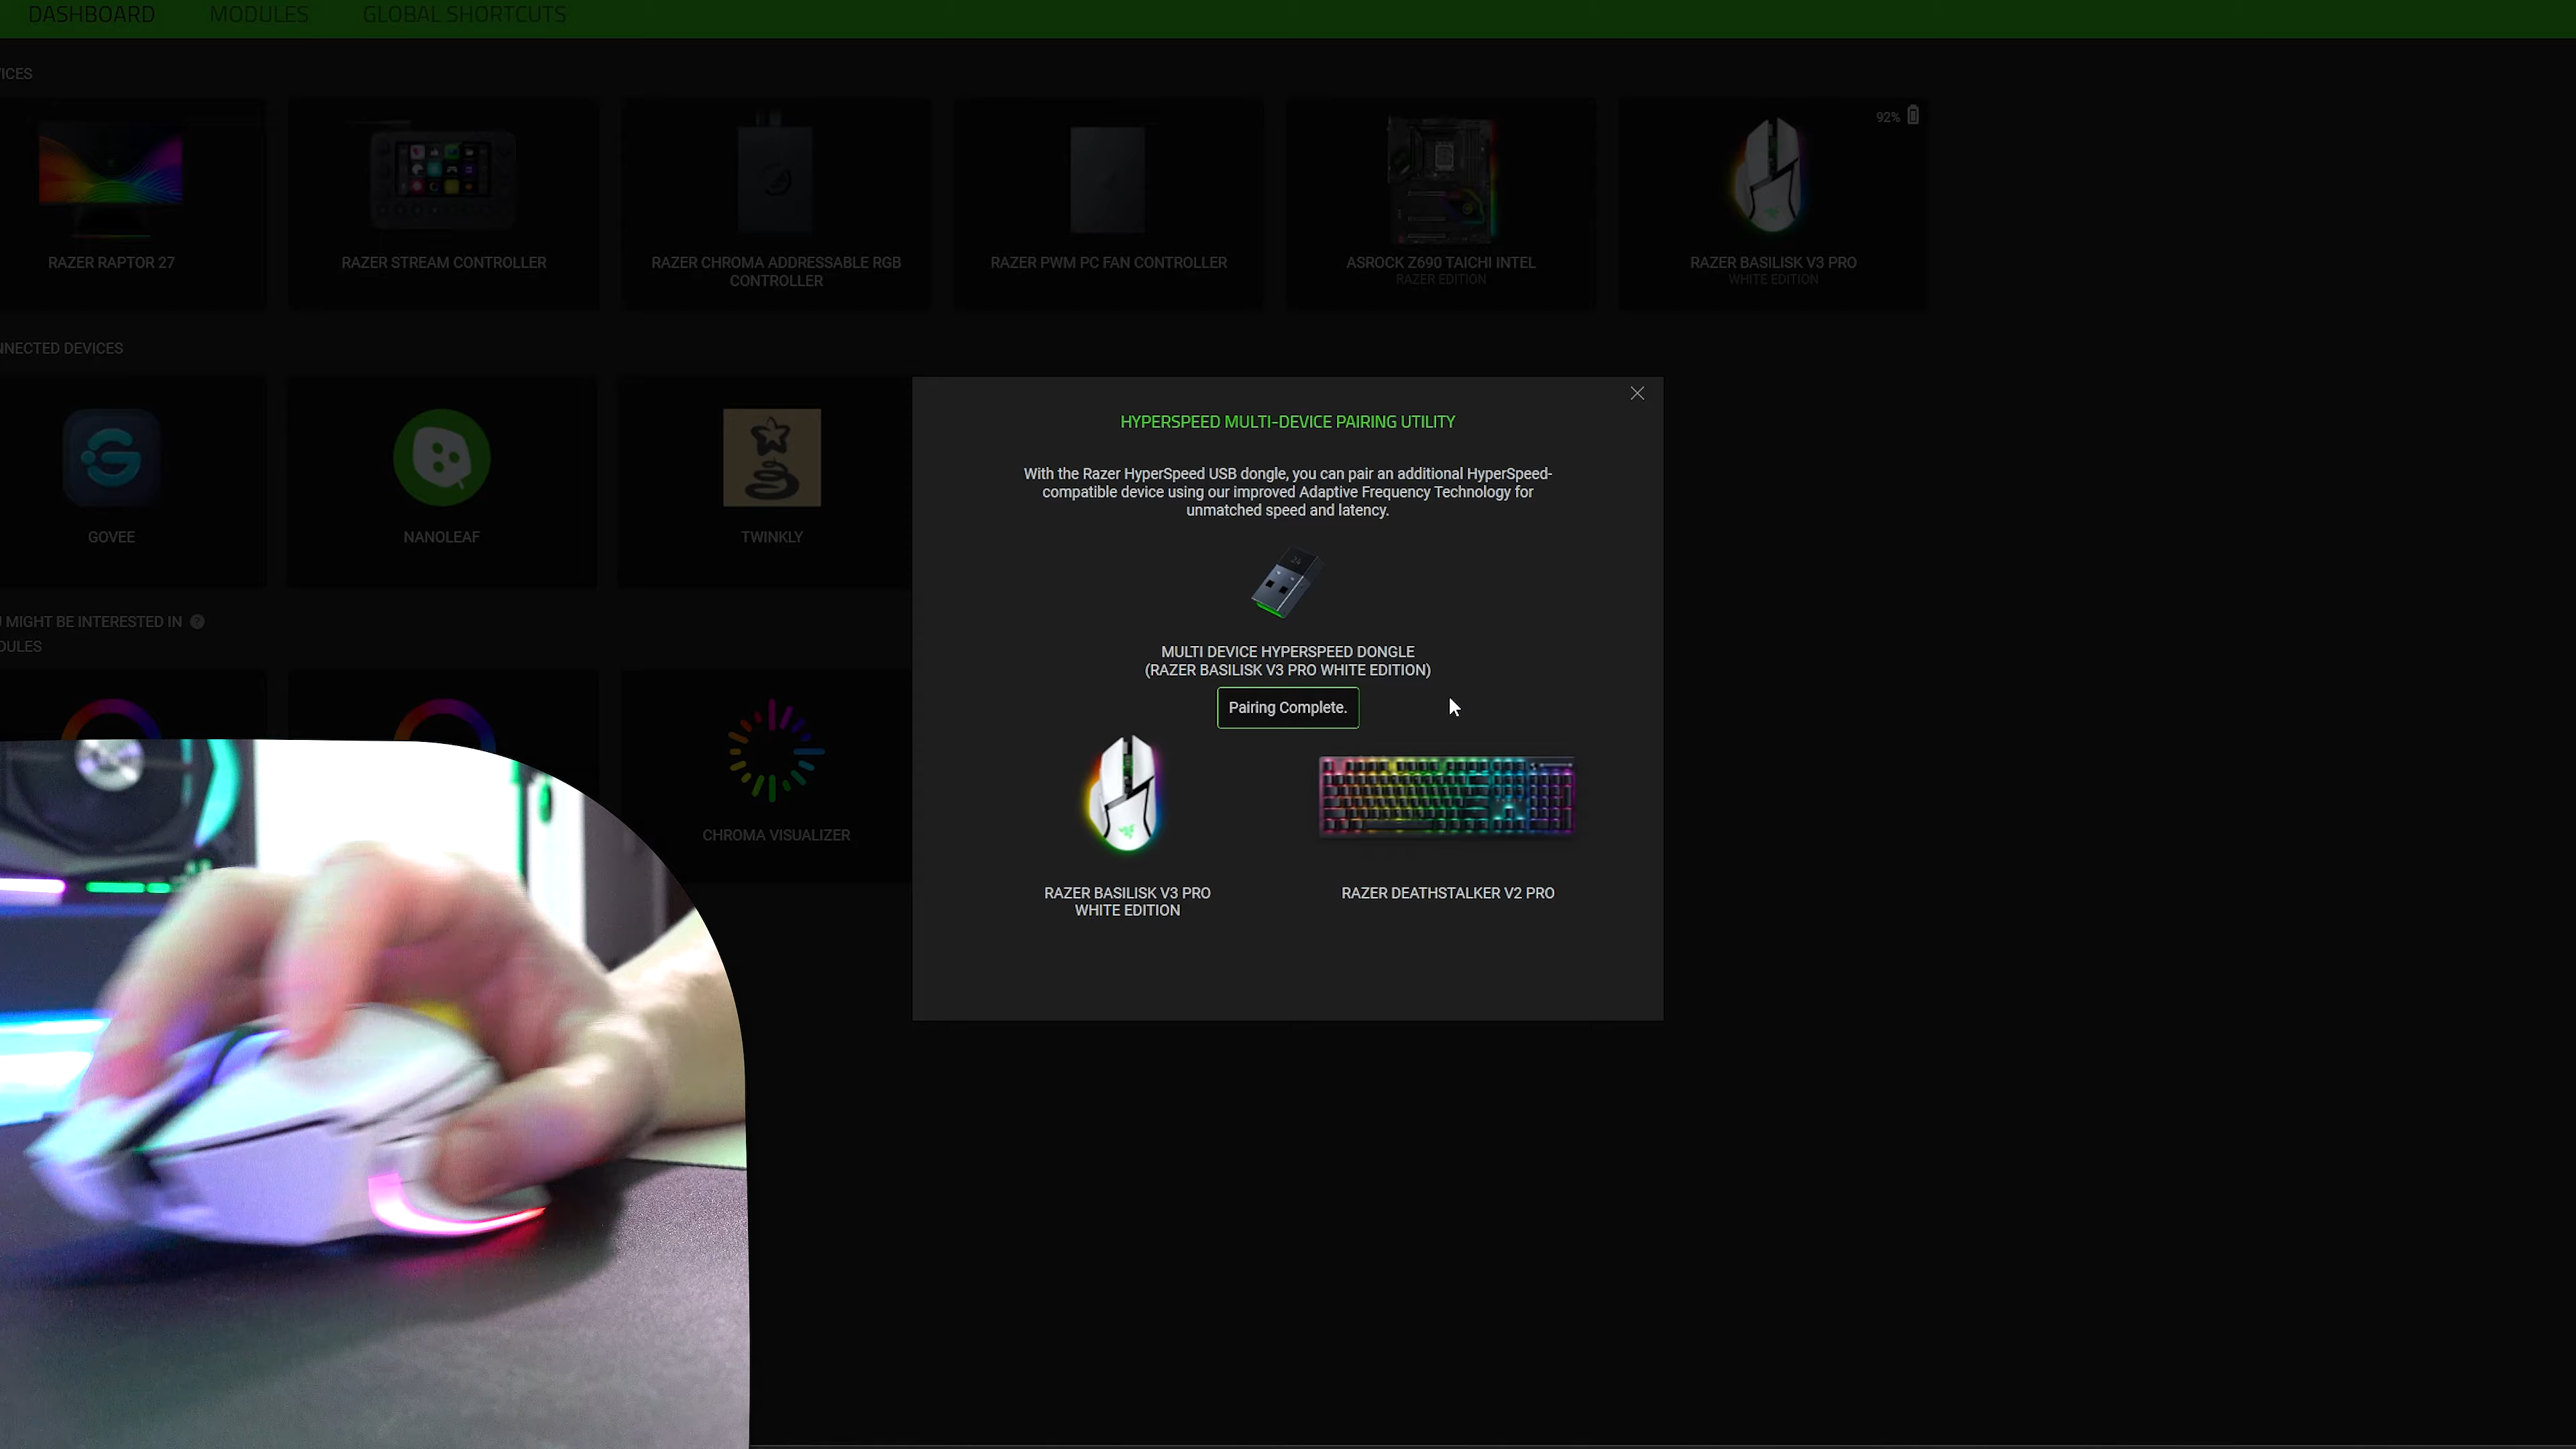 DASHBOARD MODULES GLOBAL SHORTCUTS
ICES
92%
RAZER RAPTOR 27
RAZER STREAM CONTROLLER
RAZER CHROMA ADDRESSABLE RGB
CONTROLLER
RAZER PWM PC FAN CONTROLLER
ASROCK Z690 TAICHI INTEL
RAZER EDITION
RAZER BASILISK V3 PRO
WHITE EDITION
NNECTED DEVICES
GOVEE
NANOLEAF
TWINKLY
MIGHT BE INTERESTED IN ?
DULES
CHROMA VISUALIZER
HYPERSPEED MULTI-DEVICE PAIRING UTILITY
With the Razer HyperSpeed USB dongle, you can pair an additional HyperSpeed-
compatible device using our improved Adaptive Frequency Technology for
unmatched speed and latency.
MULTI DEVICE HYPERSPEED DONGLE
(RAZER BASILISK V3 PRO WHITE EDITION)
Pairing Complete.
RAZER BASILISK V3 PRO
WHITE EDITION
RAZER DEATHSTALKER V2 PRO